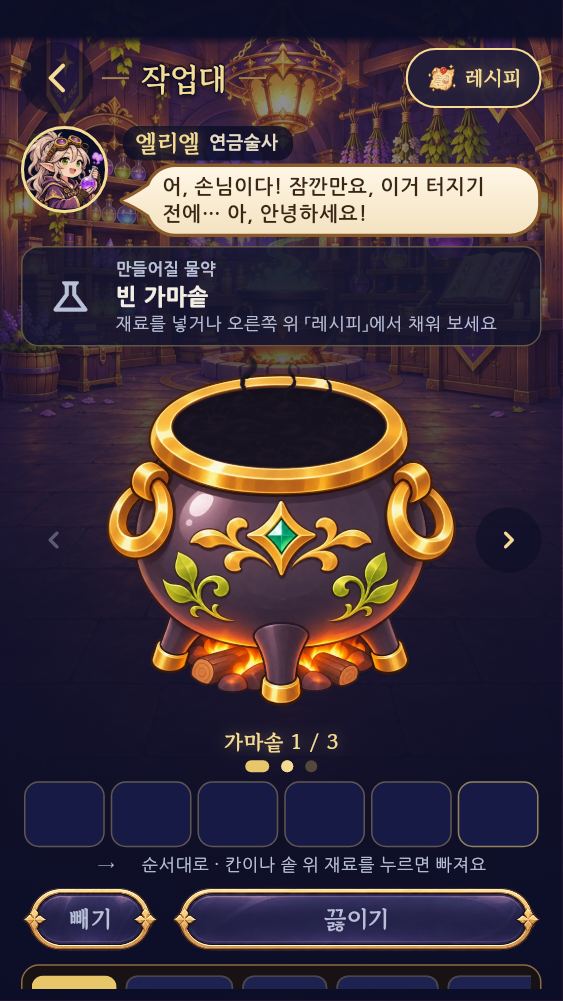 작업대
레시피
엘리엘 연금술사
어, 손님이다! 잠깐만요, 이거 터지기
전에… 아, 안녕하세요!
만들어질 물약
빈 가마솥
재료를 넣거나 오른쪽 위 「레시피」에서 채워 보세요
가마솥 1 / 3
→ 순서대로 · 칸이나 솥 위 재료를 누르면 빠져요
빼기
끓이기